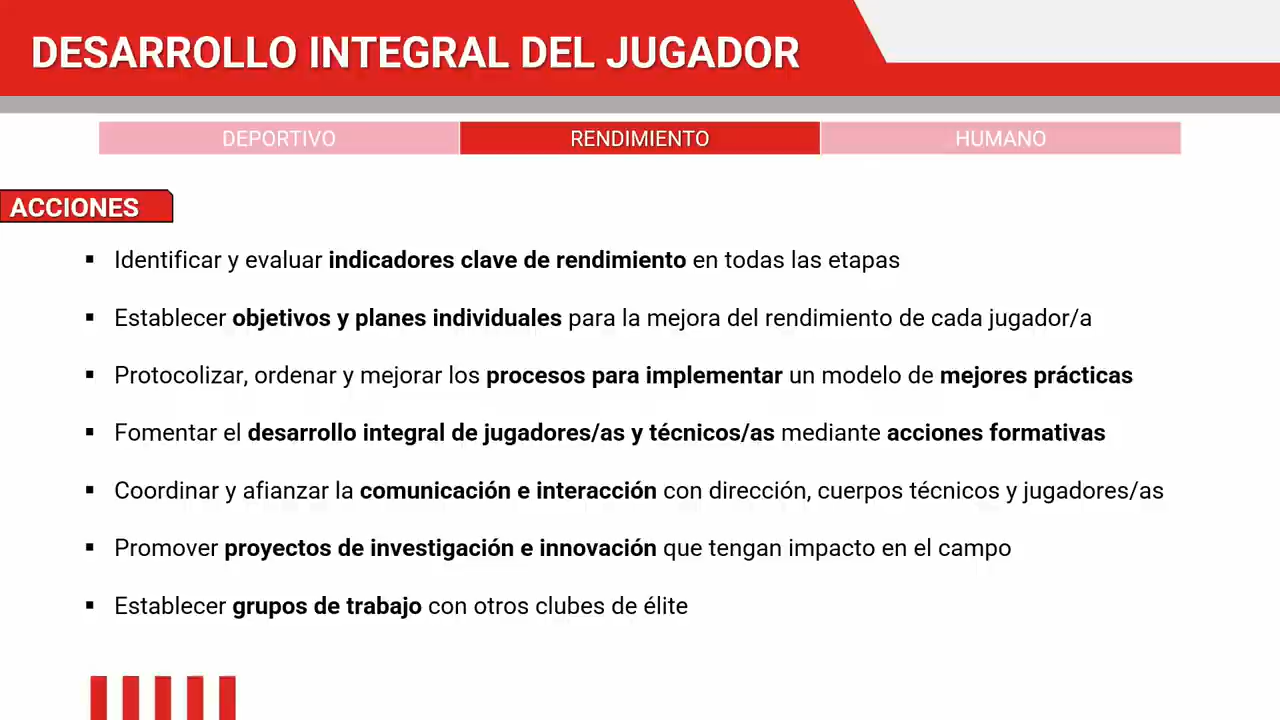 DESARROLLO INTEGRAL DEL JUGADOR
DEPORTIVO
RENDIMIENTO
HUMANO
ACCIONES
▪ Identificar y evaluar indicadores clave de rendimiento en todas las etapas
▪ Establecer objetivos y planes individuales para la mejora del rendimiento de cada jugador/a
▪ Protocolizar, ordenar y mejorar los procesos para implementar un modelo de mejores prácticas
▪ Fomentar el desarrollo integral de jugadores/as y técnicos/as mediante acciones formativas
▪ Coordinar y afianzar la comunicación e interacción con dirección, cuerpos técnicos y jugadores/as
▪ Promover proyectos de investigación e innovación que tengan impacto en el campo
▪ Establecer grupos de trabajo con otros clubes de élite